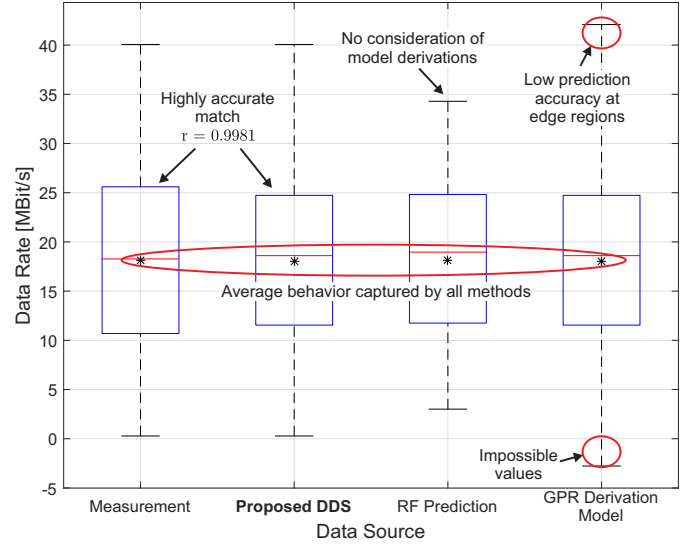 No consideration of
model derivations
Highly accurate
match
r = 0.9981
Low prediction
accuracy at
edge regions
Average behavior captured by all methods
Impossible
values
Data Rate [MBit/s]
40
35
30
25
20
15
10
5
0
-5
Measurement
Proposed DDS
RF Prediction
GPR Derivation
Model
Data Source